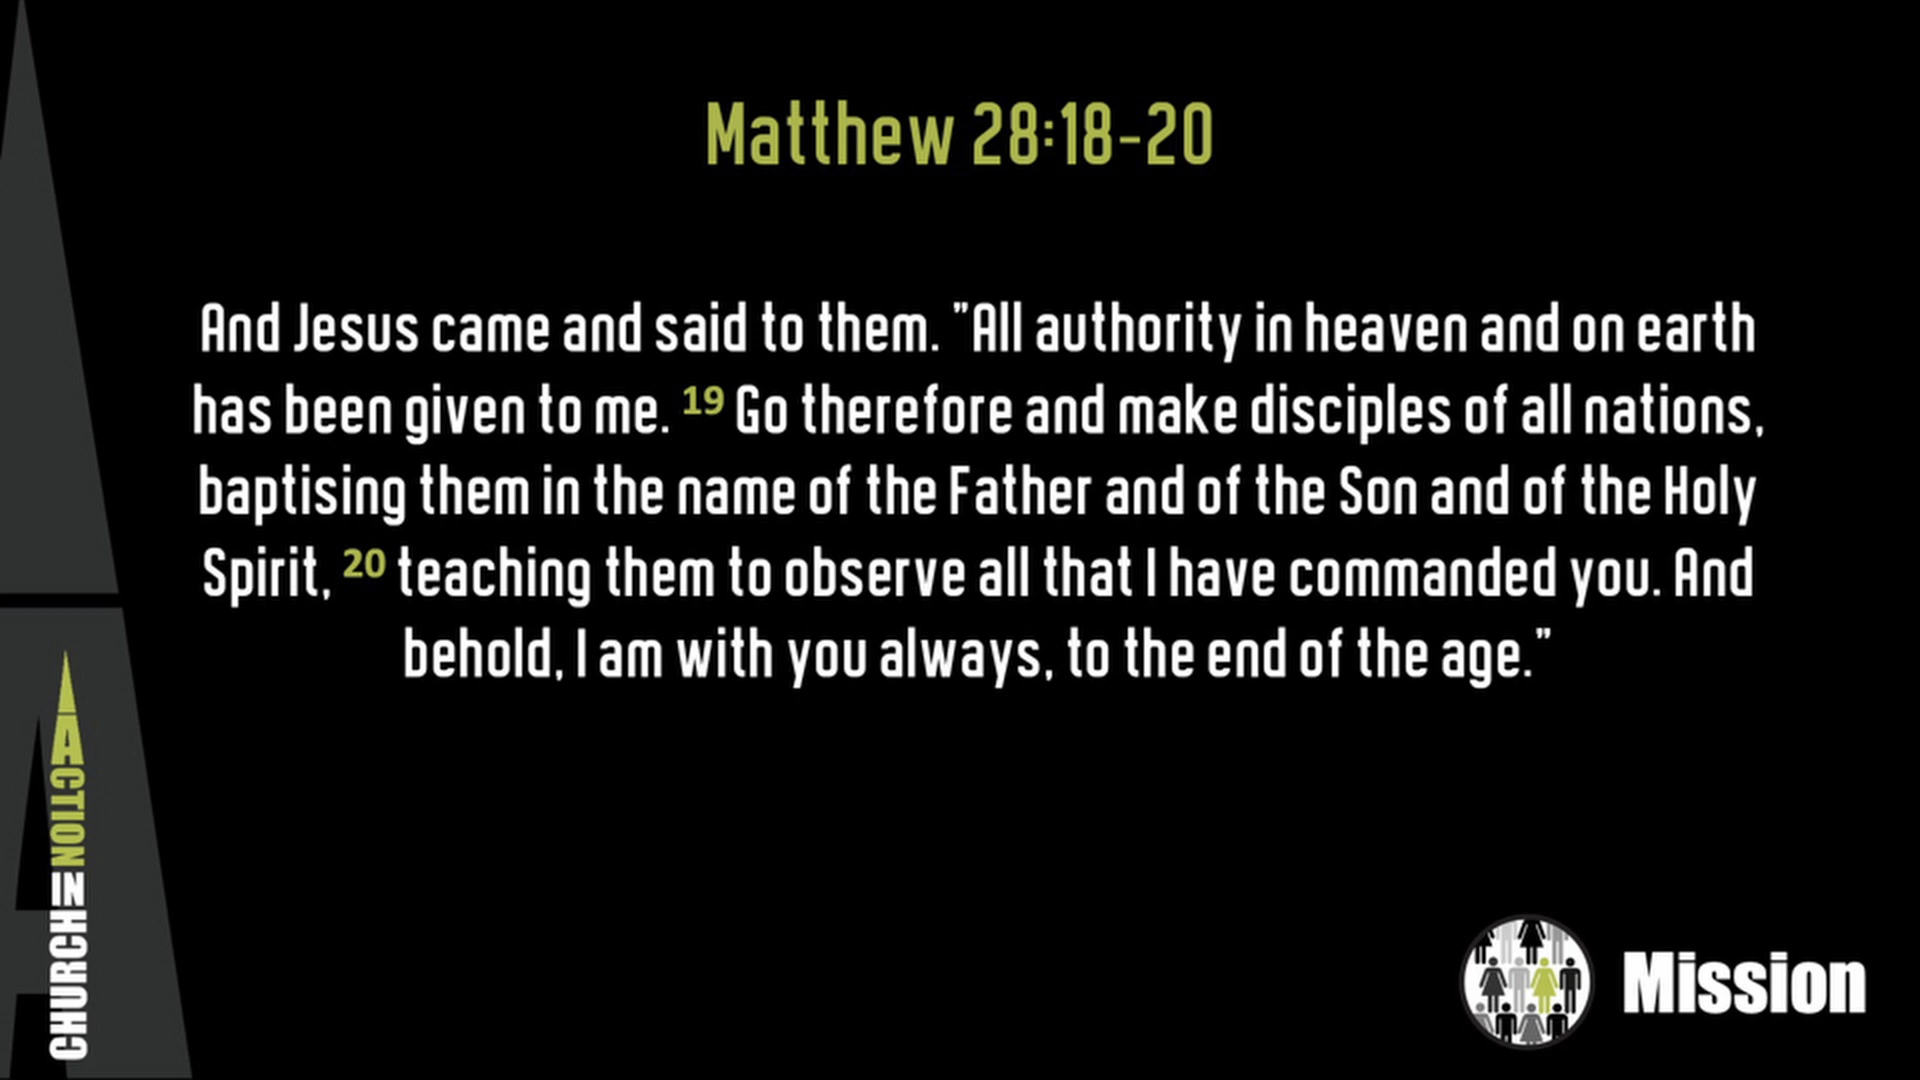 Matthew 28:18-20
And Jesus came and said to them. "All authority in heaven and on earth
has been given to me. 19 Go therefore and make disciples of all nations,
baptising them in the name of the Father and of the Son and of the Holy
Spirit, 20 teaching them to observe all that I have commanded you. And
behold, I am with you always, to the end of the age."
CHURCH IN ACTION
Mission